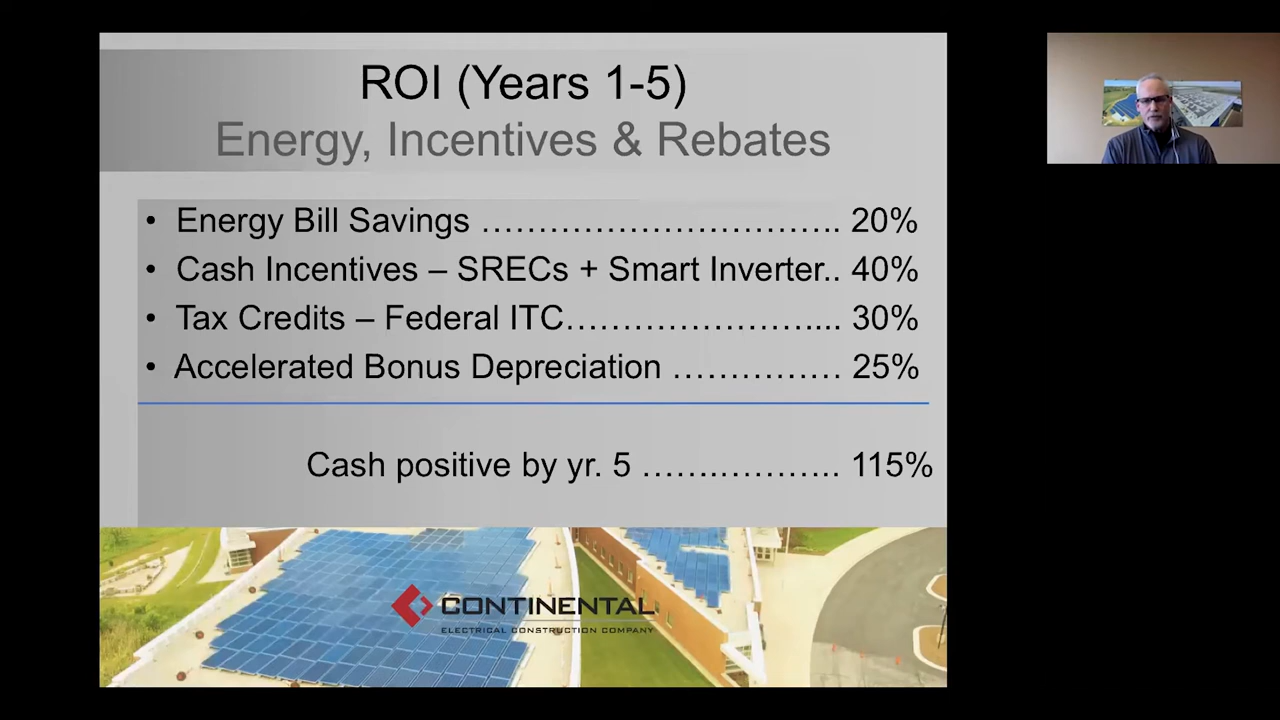 ROI (Years 1-5)
Energy, Incentives & Rebates
• Energy Bill Savings …………………………….. 20%
• Cash Incentives – SRECs + Smart Inverter.. 40%
• Tax Credits – Federal ITC…………………….... 30%
• Accelerated Bonus Depreciation …………… 25%
Cash positive by yr. 5 …….……….. 115%
CONTINENTAL
ELECTRICAL CONSTRUCTION COMPANY